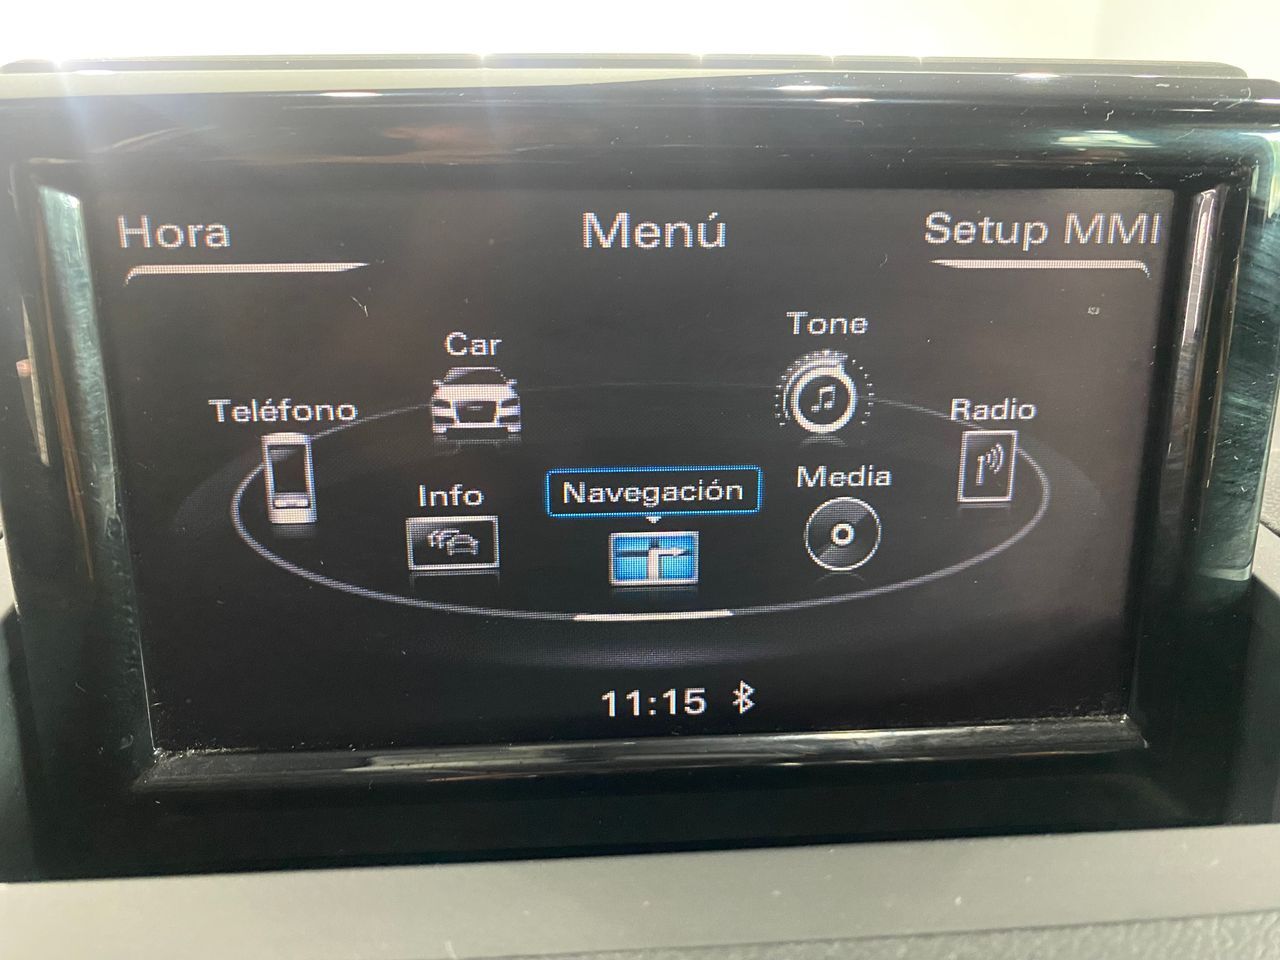 Hora
Menú
Setup MMI
Car
Tone
Teléfono
Radio
Info
Navegación
Media
11:15